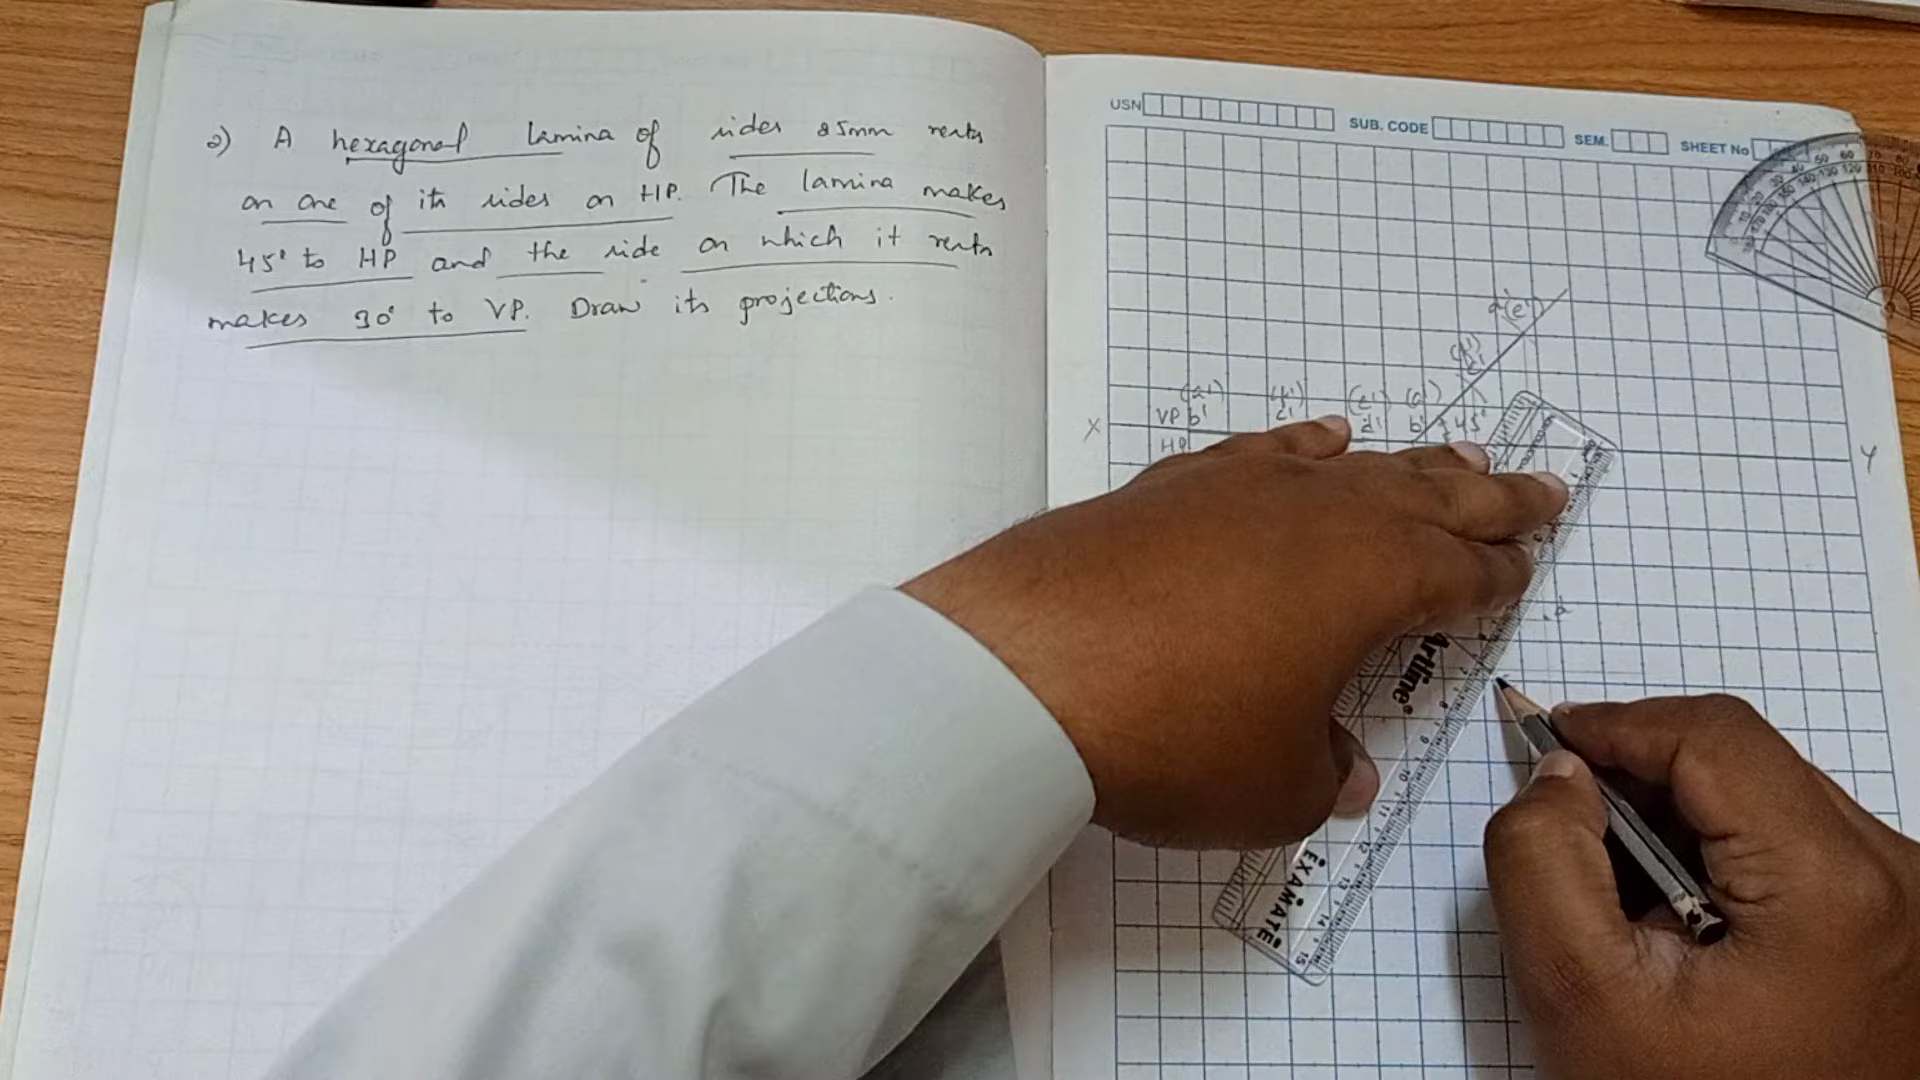 2) A hexagonal lamina of sides 25mm rests
on one of its sides on HP. The lamina makes
45° to HP and the side on which it rests
makes 30° to VP. Draw its projections.
USN SUB. CODE SEM. SHEET No
d'(e')
(f')
c'
(a') (f') (e') (a')
VP b' c' d' b' 45°
X HP Y
d'
Artline
EXAMATE